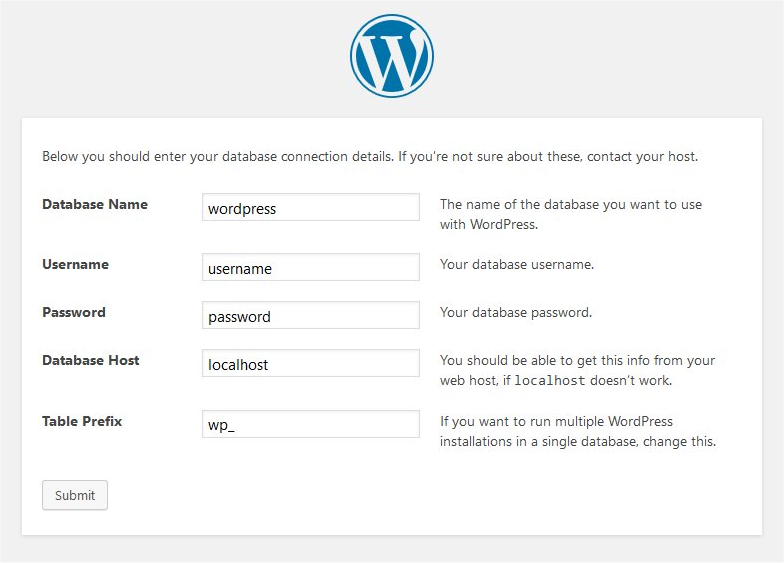 Below you should enter your database connection details. If you're not sure about these, contact your host.
Database Name
wordpress
The name of the database you want to use
with WordPress.
Username
username
Your database username.
Password
password
Your database password.
Database Host
localhost
You should be able to get this info from your
web host, if localhost doesn't work.
Table Prefix
wp_
If you want to run multiple WordPress
installations in a single database, change this.
Submit